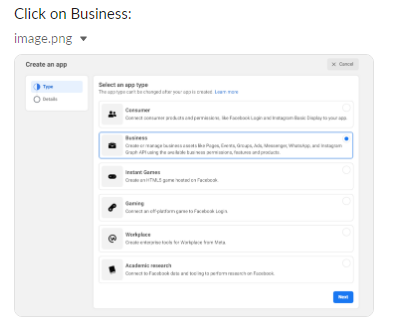 Click on Business:
image.png
Create an app
Cancel
Type
Details
Select an app type
The app type can't be changed after your app is created. Learn more
Consumer
Connect consumer products and permissions, like Facebook Login and Instagram Basic Display to your app.
Business
Create or manage business assets like Pages, Events, Groups, Ads, Messenger, WhatsApp, and Instagram
Graph API using the available business permissions, features and products.
Instant Games
Create an HTML5 game hosted on Facebook.
Gaming
Connect an off-platform game to Facebook Login.
Workplace
Create enterprise tools for Workplace from Meta.
Academic research
Connect to Facebook data and tooling to perform research on Facebook.
Next